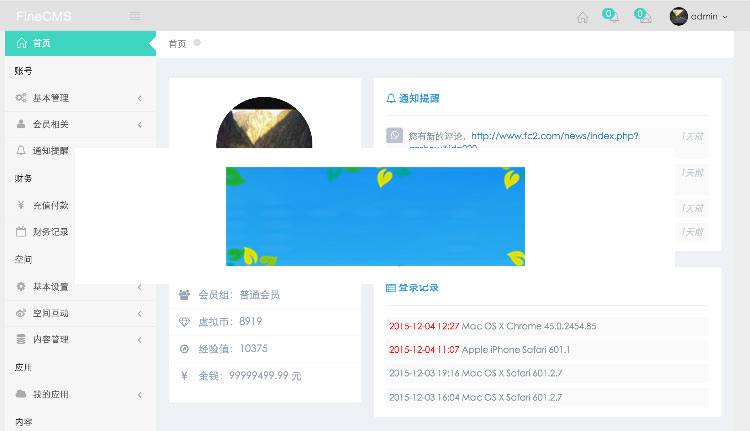 FineCMS
0
0
admin
首页
账号
基本管理
会员相关
通知提醒
财务
充值付款
财务记录
空间
基本设置
空间互动
内容管理
应用
我的应用
内容
首页
会员组：普通会员
虚拟币：8919
经验值：10375
金钱：99999499.99 元
通知提醒
您有新的评论，http://www.fc2.com/news/index.php?
1天前
1天前
1天前
1天前
登录记录
2015-12-04 12:27 Mac OS X Chrome 45.0.2454.85
2015-12-04 11:07 Apple iPhone Safari 601.1
2015-12-03 19:16 Mac OS X Safari 601.2.7
2015-12-03 16:04 Mac OS X Safari 601.2.7